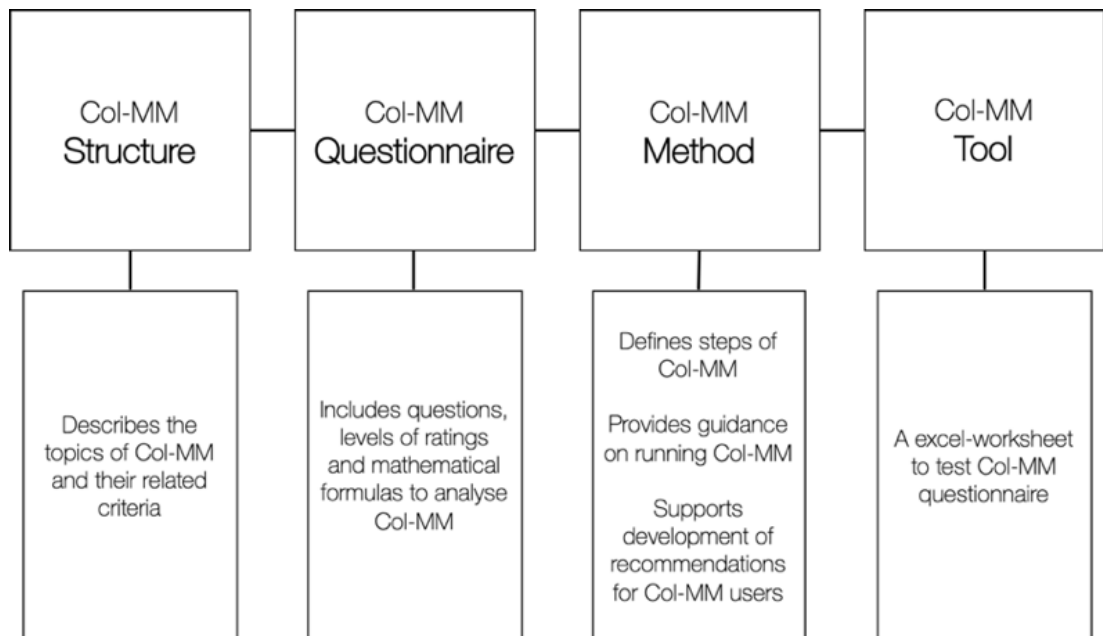 Col-MM
Structure
Col-MM
Questionnaire
Col-MM
Method
Col-MM
Tool
Describes the
topics of Col-MM
and their related
criteria
Includes questions,
levels of ratings
and mathematical
formulas to analyse
Col-MM
Defines steps of
Col-MM
Provides guidance
on running Col-MM
Supports
development of
recommendations
for Col-MM users
A excel-worksheet
to test Col-MM
questionnaire